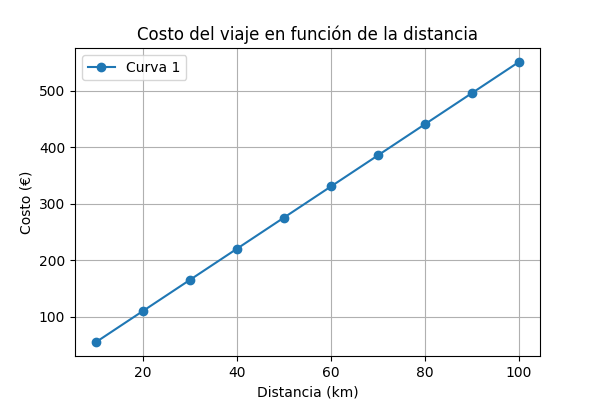 Costo del viaje en función de la distancia
Curva 1
500
400
300
200
100
Costo (€)
20 40 60 80 100
Distancia (km)